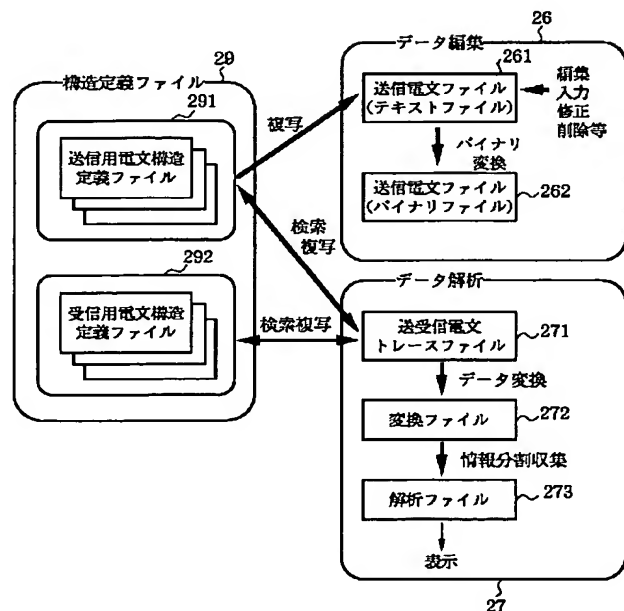 構造定義ファイル
29
291
送信用電文構造
定義ファイル
292
受信用電文構造
定義ファイル
複写
検索
複写
検索複写
データ編集
26
261
送信電文ファイル
(テキストファイル)
編集
入力
修正
削除等
バイナリ
変換
送信電文ファイル
(バイナリファイル)
262
データ解析
送受信電文
トレースファイル
271
データ変換
変換ファイル
272
情報分割収集
解析ファイル
273
表示
27